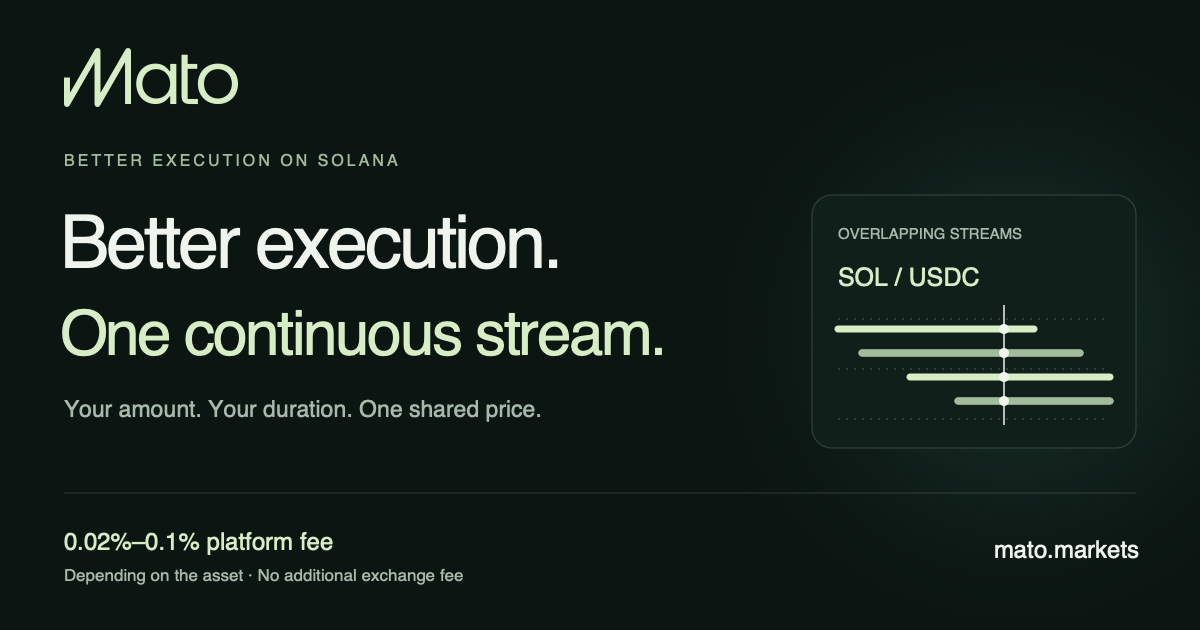 Mato
BETTER EXECUTION ON SOLANA
Better execution.
One continuous stream.
Your amount. Your duration. One shared price.
OVERLAPPING STREAMS
SOL / USDC
0.02%–0.1% platform fee
Depending on the asset · No additional exchange fee
mato.markets